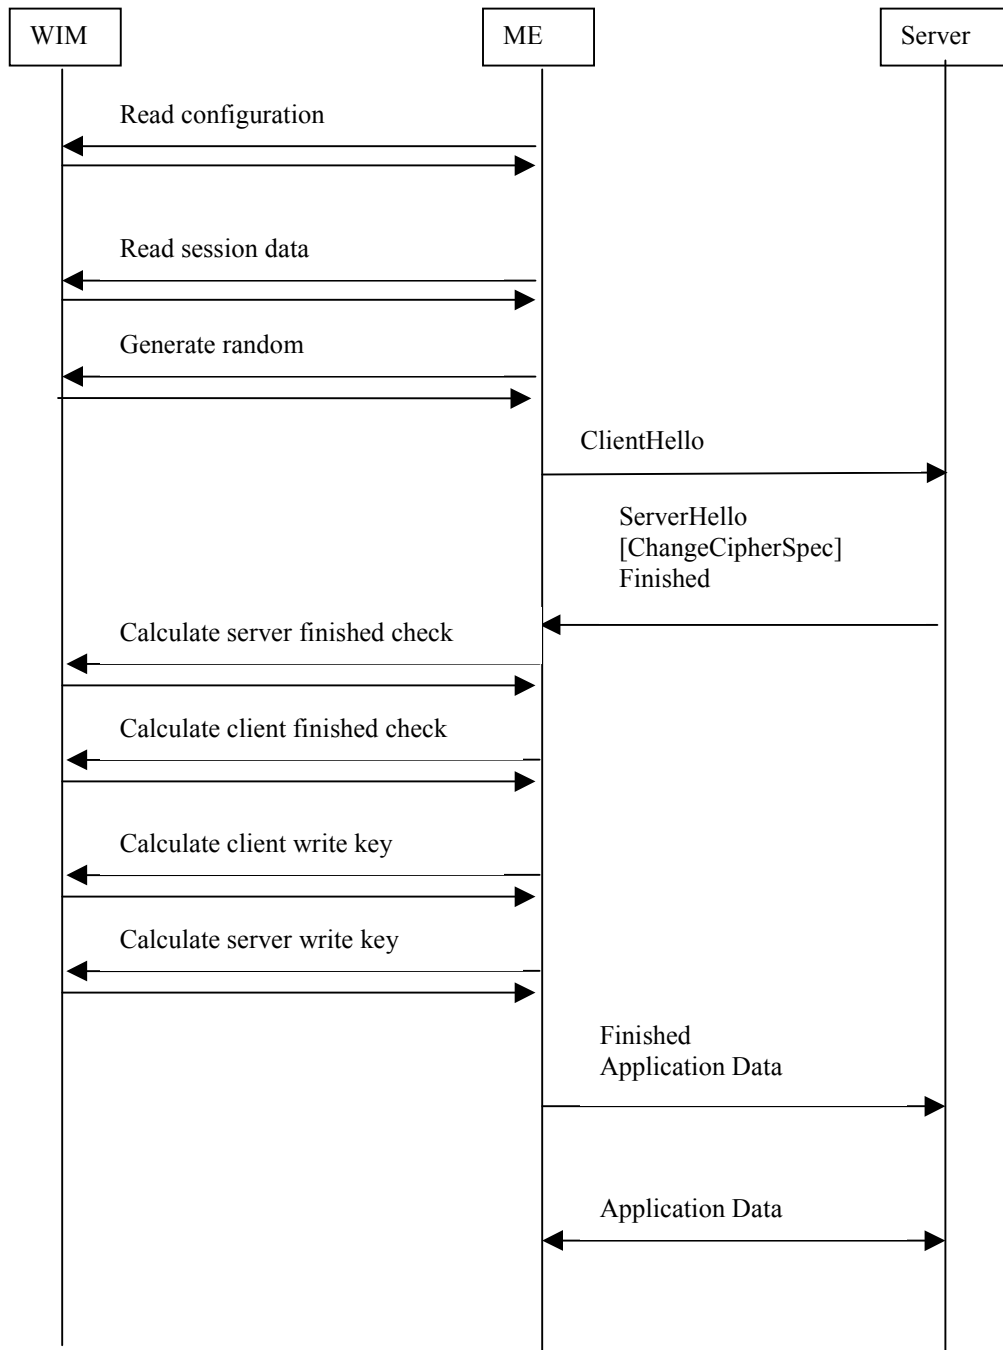 WIM
ME
Server
Read configuration
Read session data
Generate random
ClientHello
ServerHello
[ChangeCipherSpec]
Finished
Calculate server finished check
Calculate client finished check
Calculate client write key
Calculate server write key
Finished
Application Data
Application Data